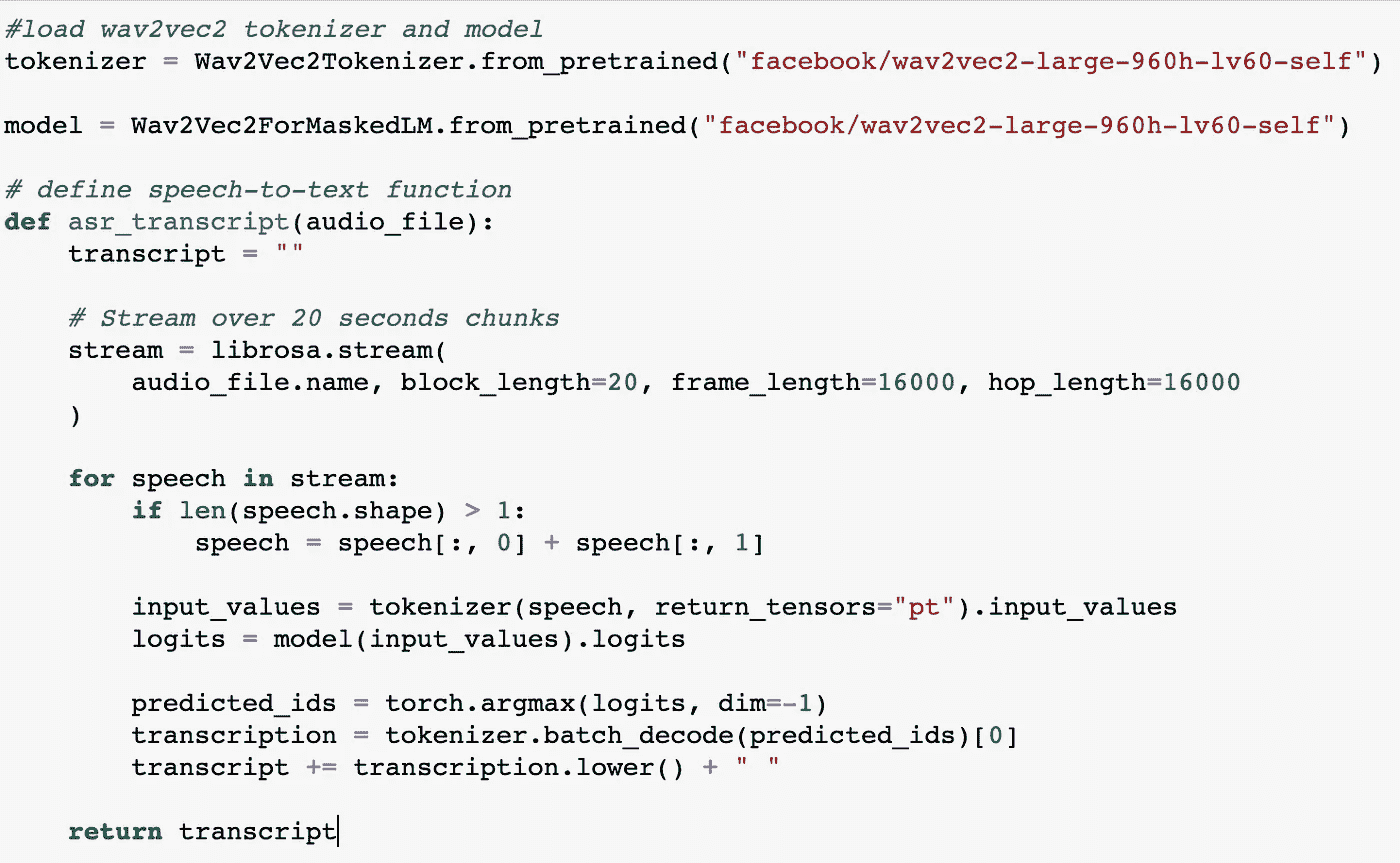 #load wav2vec2 tokenizer and model
tokenizer = Wav2Vec2Tokenizer.from_pretrained("facebook/wav2vec2-large-960h-lv60-self")

model = Wav2Vec2ForMaskedLM.from_pretrained("facebook/wav2vec2-large-960h-lv60-self")

# define speech-to-text function
def asr_transcript(audio_file):
    transcript = ""

    # Stream over 20 seconds chunks
    stream = librosa.stream(
        audio_file.name, block_length=20, frame_length=16000, hop_length=16000
    )

    for speech in stream:
        if len(speech.shape) > 1:
            speech = speech[:, 0] + speech[:, 1]

        input_values = tokenizer(speech, return_tensors="pt").input_values
        logits = model(input_values).logits

        predicted_ids = torch.argmax(logits, dim=-1)
        transcription = tokenizer.batch_decode(predicted_ids)[0]
        transcript += transcription.lower() + " "

    return transcript